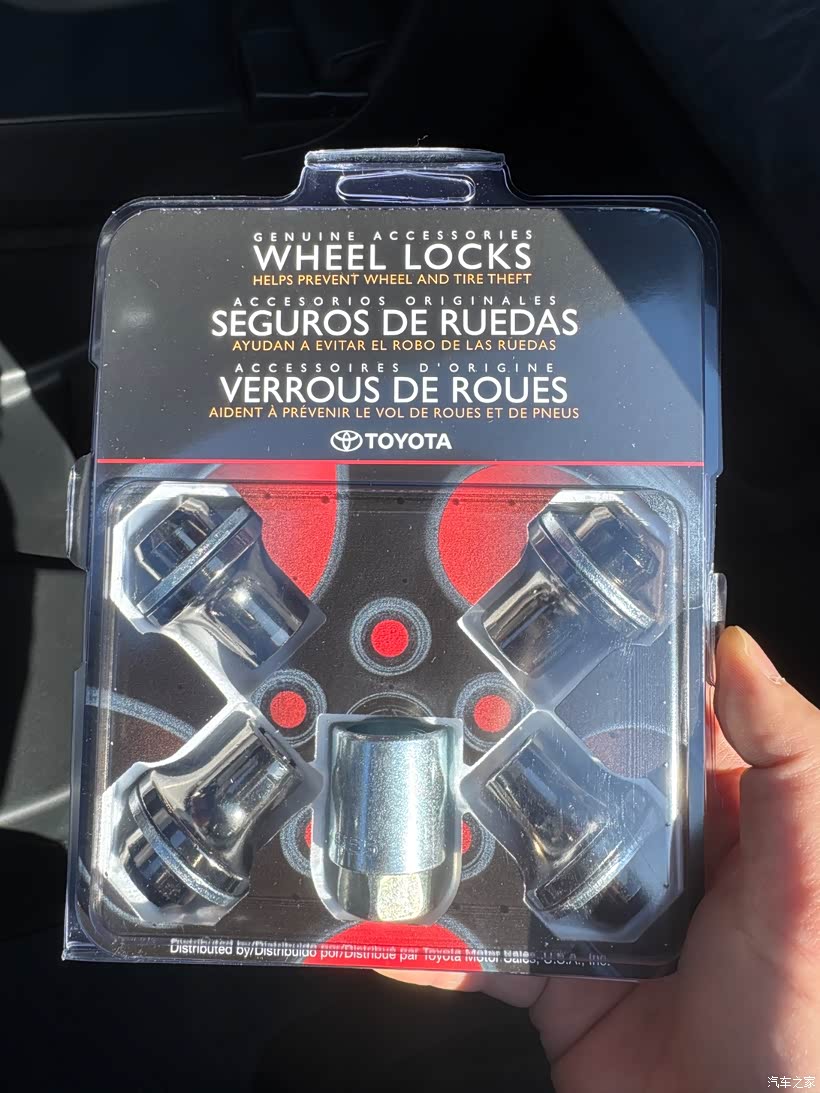 GENUINE ACCESSORIES
WHEEL LOCKS
HELPS PREVENT WHEEL AND TIRE THEFT
ACCESORIOS ORIGINALES
SEGUROS DE RUEDAS
AYUDAN A EVITAR EL ROBO DE LAS RUEDAS
ACCESSOIRES D'ORIGINE
VERROUS DE ROUES
AIDENT À PRÉVENIR LE VOL DE ROUES ET DE PNEUS
TOYOTA
Distributed by/Distribuido por/Distribué par Toyota Motor Sales, U.S.A., Inc.
汽车之家